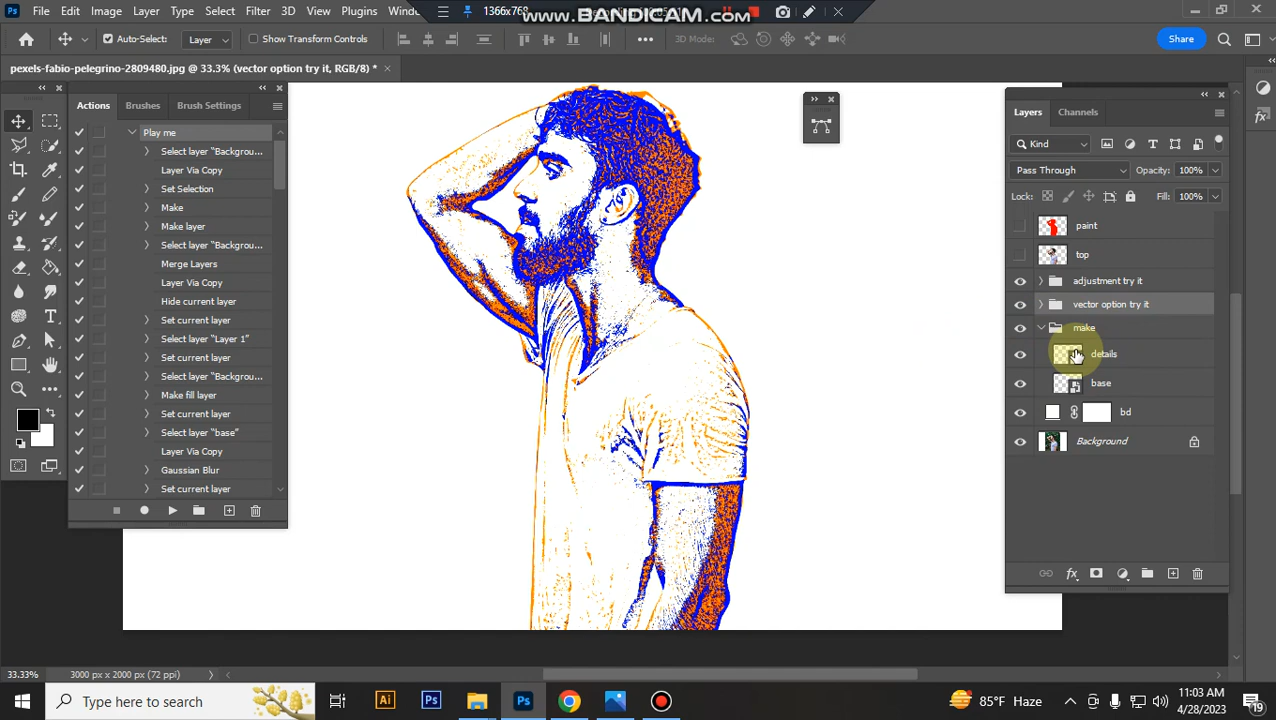 File Edit Image Layer Type Select Filter 3D View Plugins Windo
1366x768
www.BANDICAM.com
Auto-Select: Layer Show Transform Controls 3D Mode: Share
pexels-fabio-pelegrino-2809480.jpg @ 33.3% (vector option try it, RGB/8) *
Actions Brushes Brush Settings
Play me
Select layer "Backgrou...
Layer Via Copy
Set Selection
Make
Make layer
Select layer "Backgrou...
Merge Layers
Layer Via Copy
Hide current layer
Set current layer
Select layer "Layer 1"
Set current layer
Select layer "Backgrou...
Make fill layer
Set current layer
Select layer "base"
Layer Via Copy
Gaussian Blur
Set current layer
Layers Channels
Kind
Pass Through Opacity: 100%
Lock: Fill: 100%
paint
top
adjustment try it
vector option try it
make
details
base
bd
Background
33.33% 3000 px x 2000 px (72 ppi)
Type here to search
85°F Haze
11:03 AM
4/28/2023
19